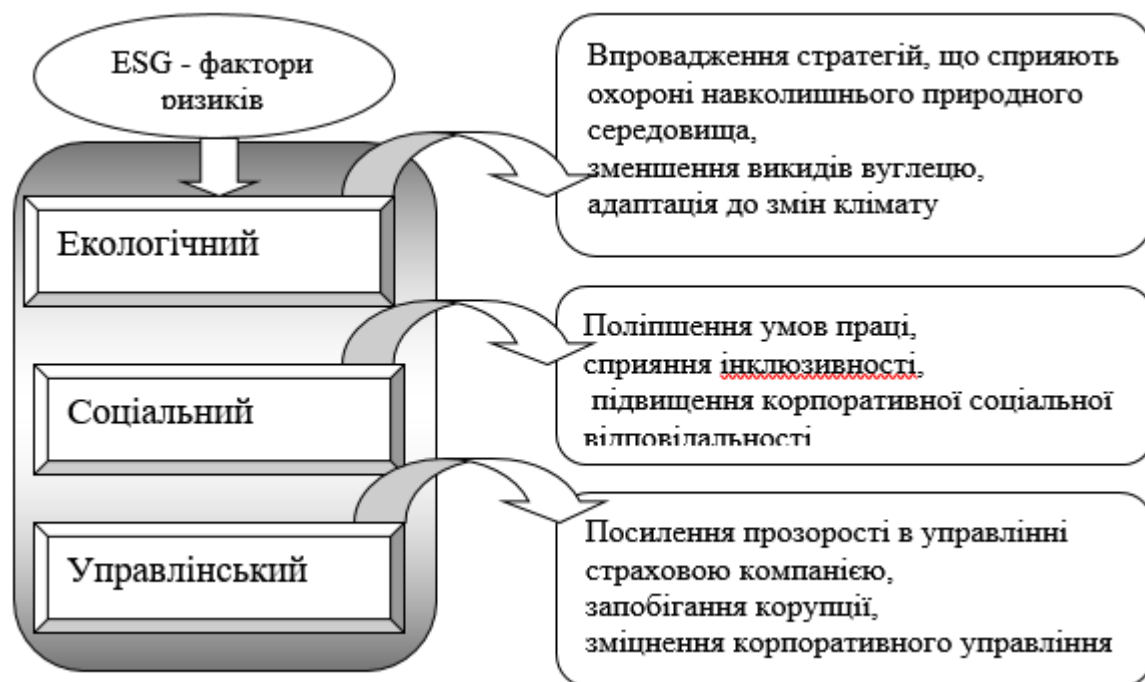 ESG - фактори
ризиків
Екологічний
Впровадження стратегій, що сприяють
охороні навколишнього природного
середовища,
зменшення викидів вуглецю,
адаптація до змін клімату
Соціальний
Поліпшення умов праці,
сприяння інклюзивності,
підвищення корпоративної соціальної
відповідальності
Управлінський
Посилення прозорості в управлінні
страховою компанією,
запобігання корупції,
зміцнення корпоративного управління